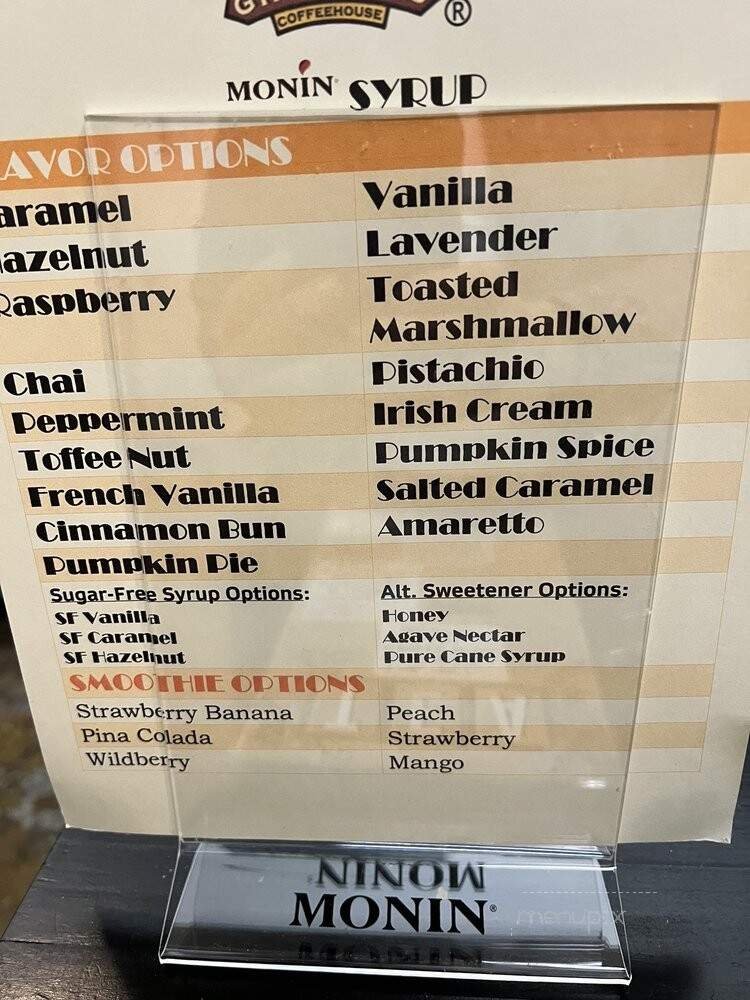 COFFEEHOUSE ®
MONIN SYRUP
AVOR OPTIONS
aramel Vanilla
azelnut Lavender
Raspberry Toasted
Marshmallow
Chai Pistachio
Peppermint Irish Cream
Toffee Nut Pumpkin Spice
French Vanilla Salted Caramel
Cinnamon Bun Amaretto
Pumpkin Pie
Sugar-Free Syrup Options: Alt. Sweetener Options:
SF Vanilla Honey
SF Caramel Agave Nectar
SF Hazelnut Pure Cane Syrup
SMOOTHIE OPTIONS
Strawberry Banana Peach
Pina Colada Strawberry
Wildberry Mango
MONIN
MONIN®
menupix